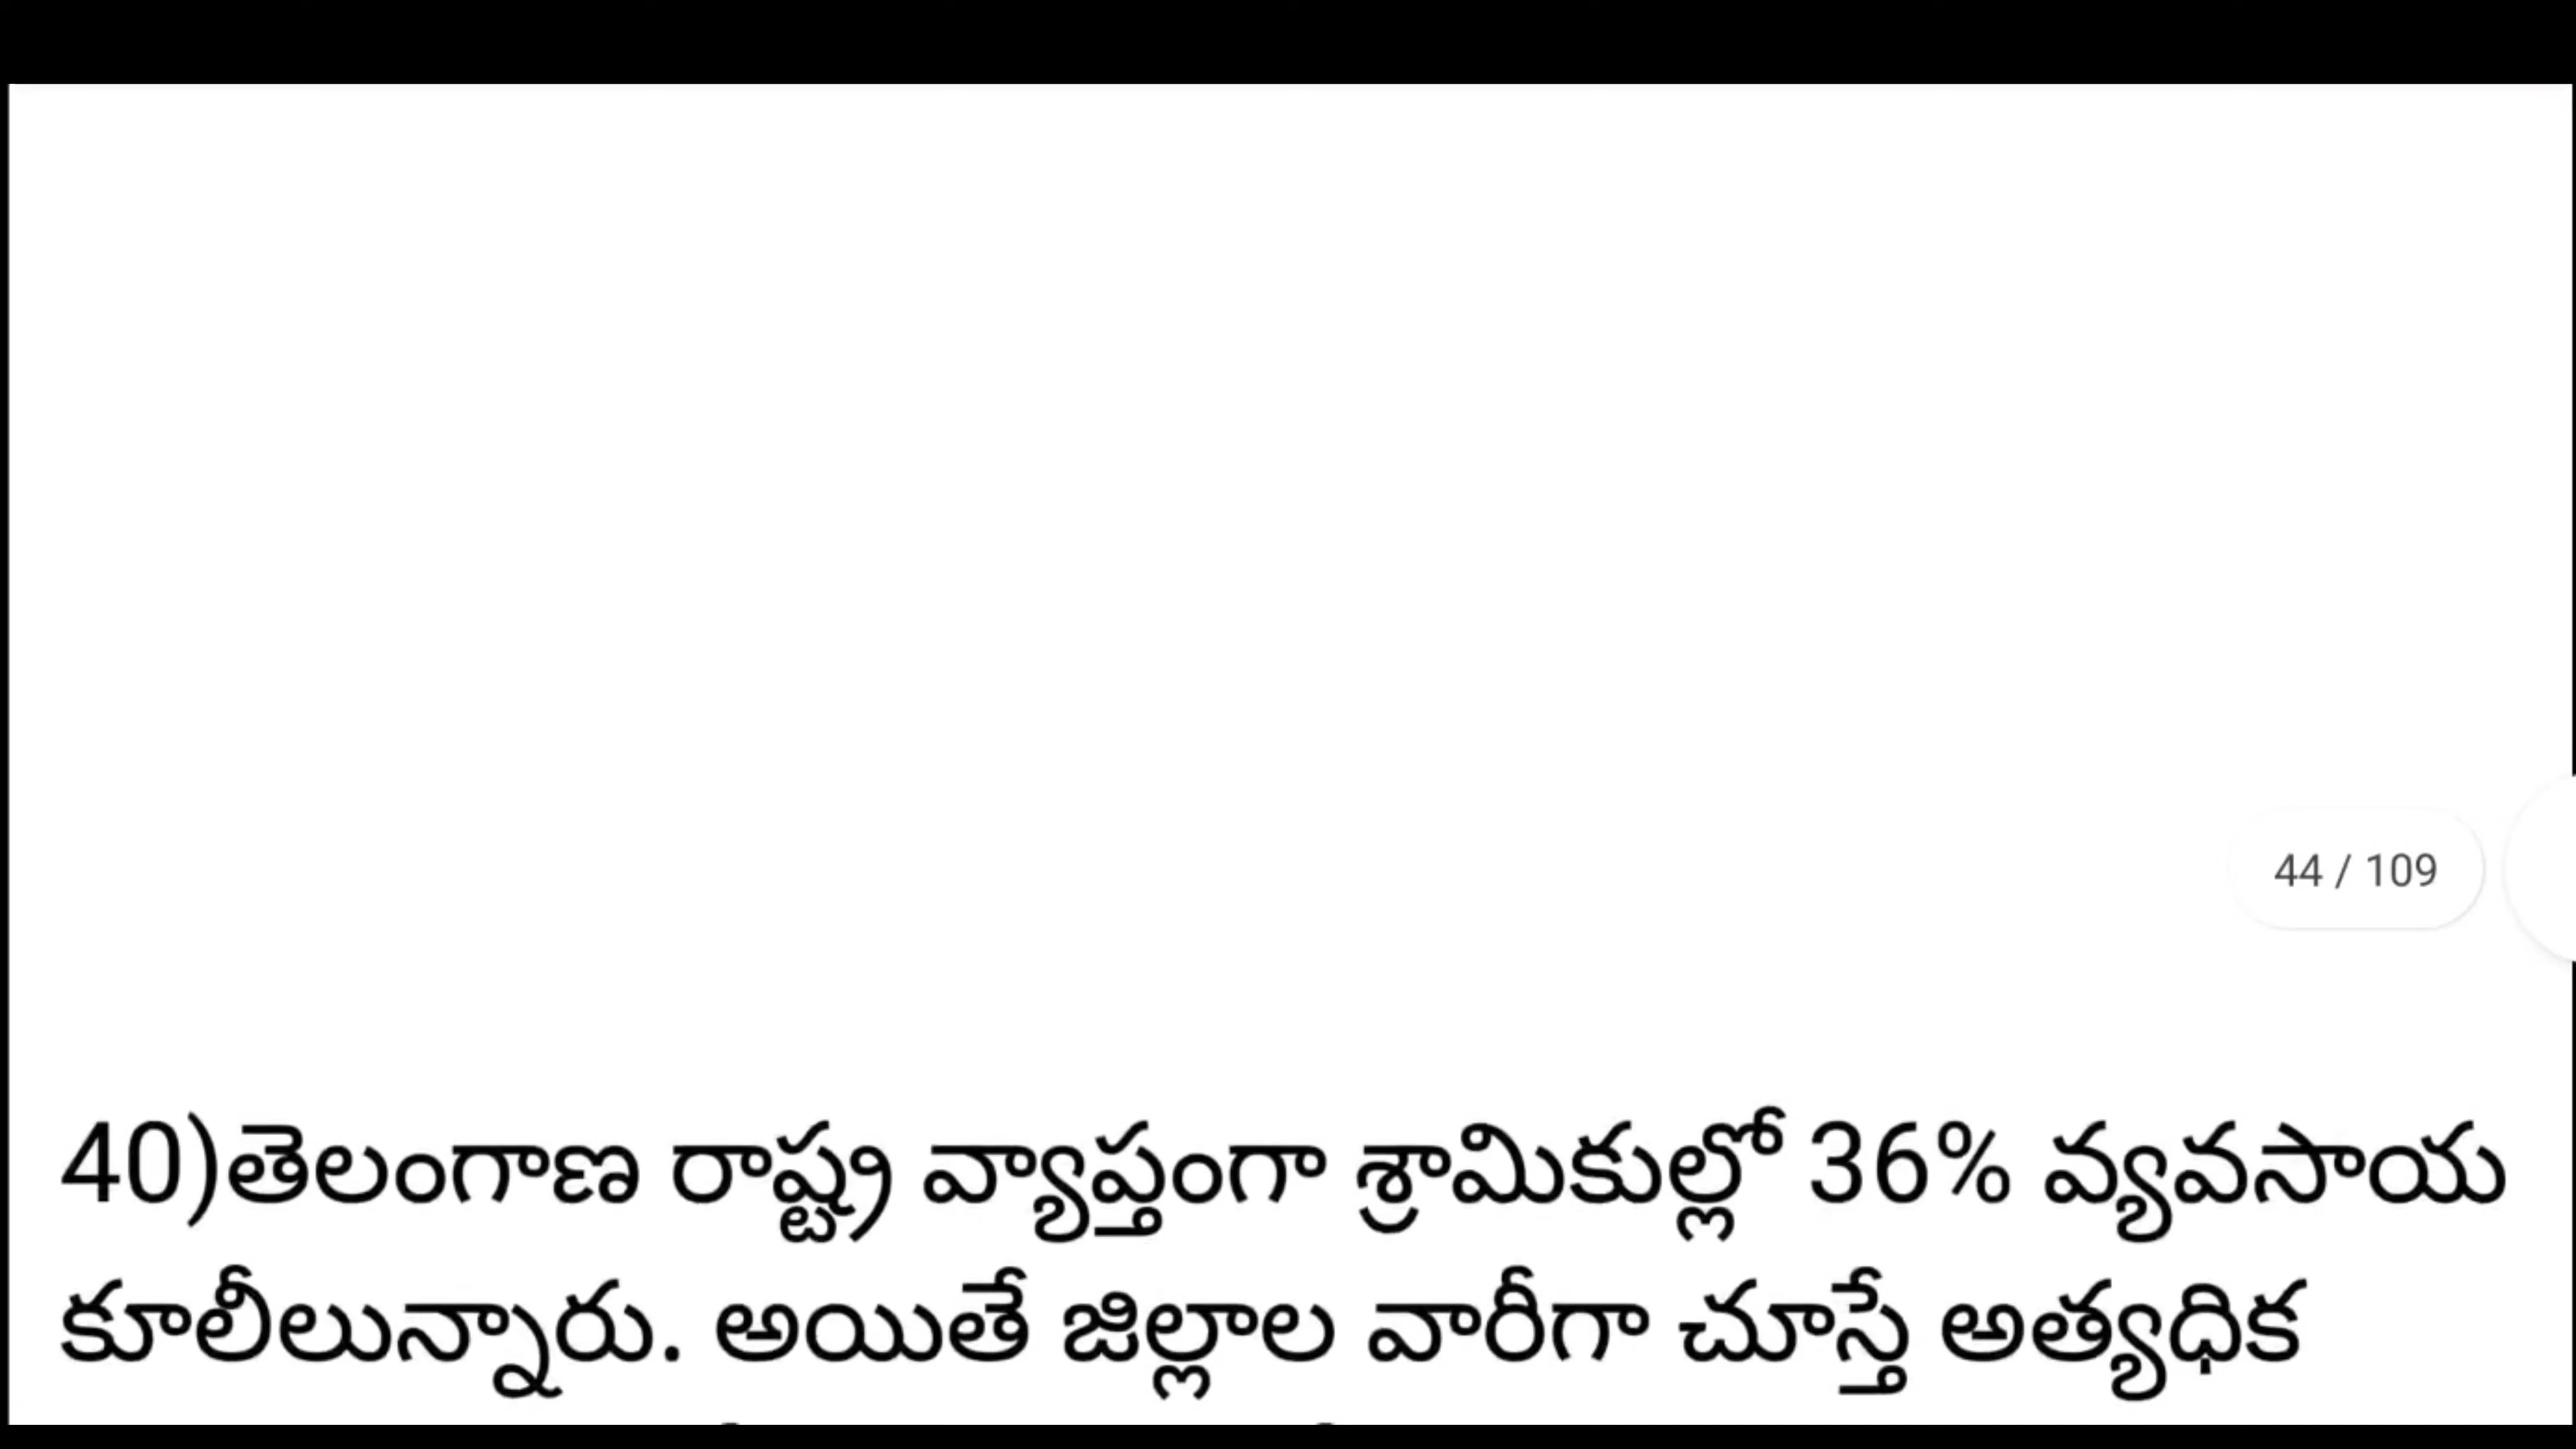 44 / 109
40)తెలంగాణ రాష్ట్ర వ్యాప్తంగా శ్రామికుల్లో 36% వ్యవసాయ
కూలీలున్నారు. అయితే జిల్లాల వారీగా చూస్తే అత్యధిక